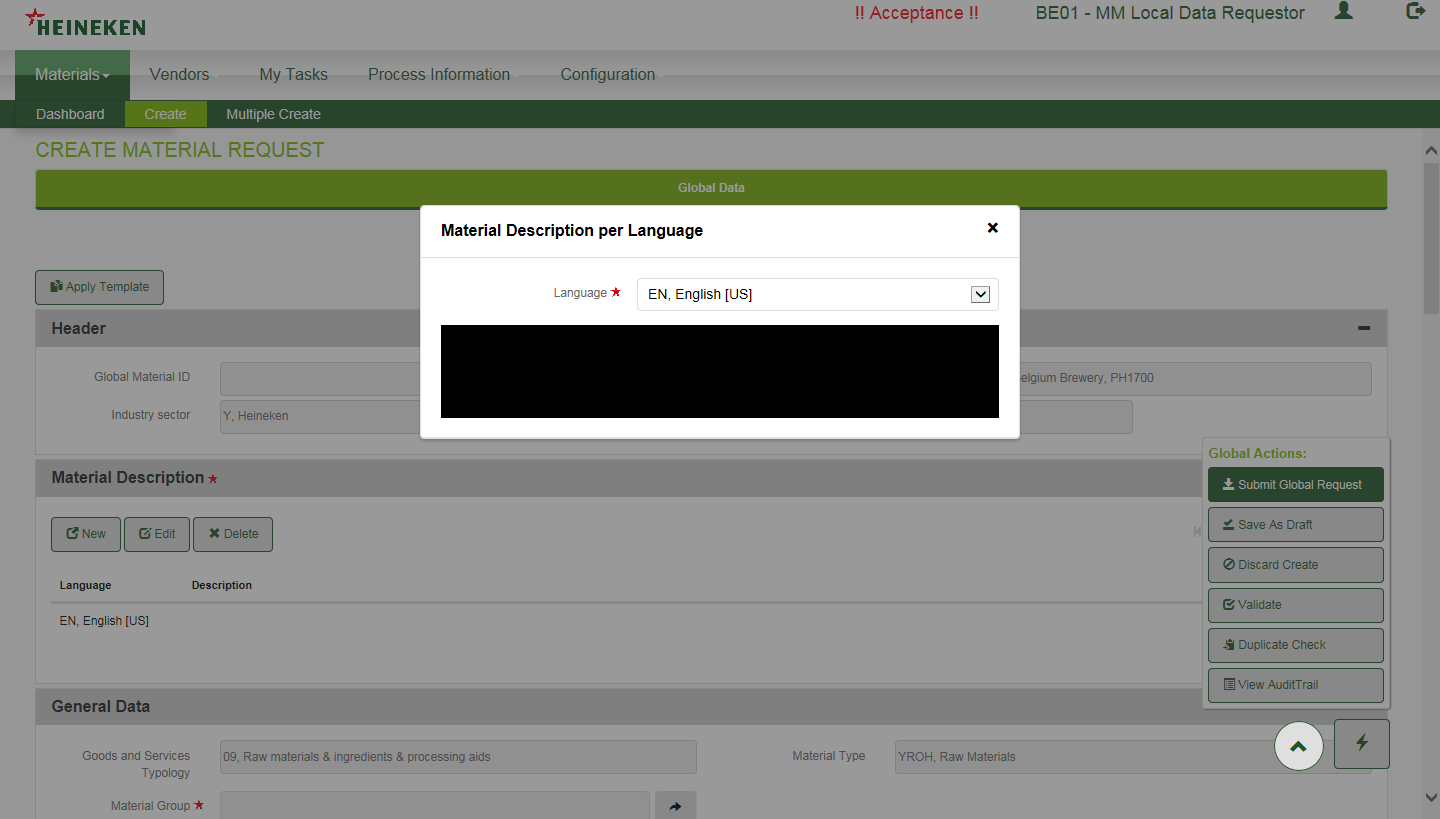 HEINEKEN
!! Acceptance !!
BE01 - MM Local Data Requestor
Materials
Vendors
My Tasks
Process Information
Configuration
Dashboard
Create
Multiple Create
CREATE MATERIAL REQUEST
Global Data
Material Description per Language
Language
EN, English [US]
Apply Template
Header
Global Material ID
elgium Brewery, PH1700
Industry sector
Y, Heineken
Global Actions:
Submit Global Request
Save As Draft
Discard Create
Validate
Duplicate Check
View AuditTrail
Material Description
New
Edit
Delete
Language
Description
EN, English [US]
General Data
Goods and Services
Typology
09, Raw materials & ingredients & processing aids
Material Type
YROH, Raw Materials
Material Group